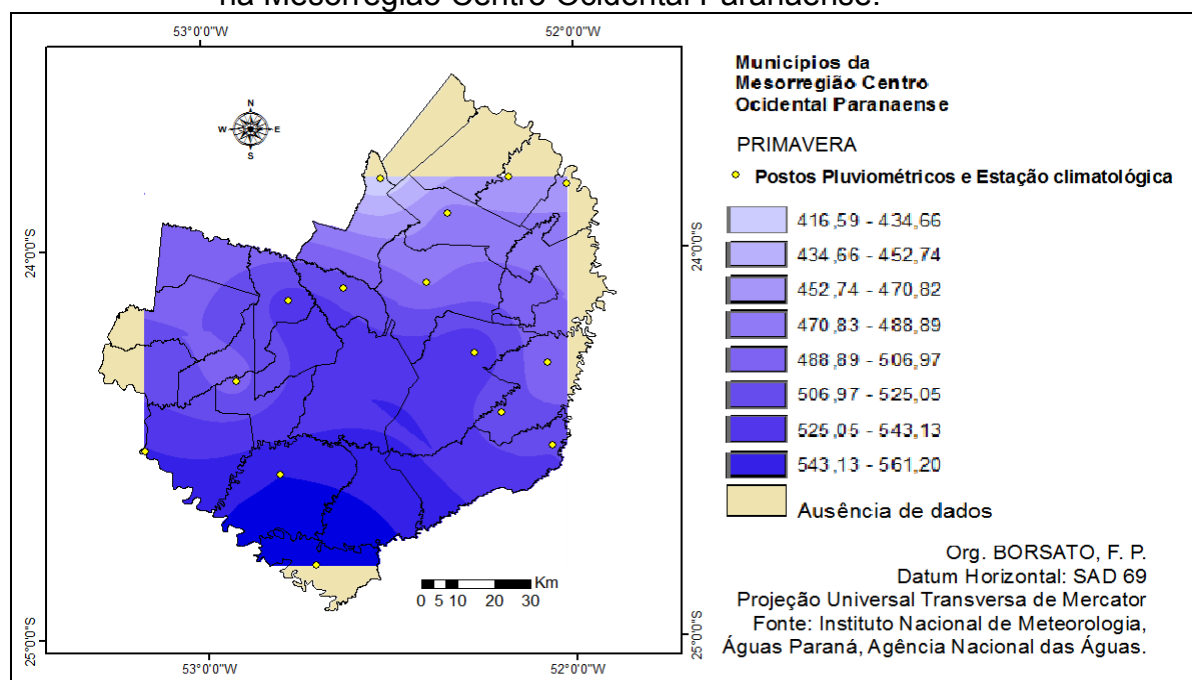 na Mesorregião Centro Ocidental Paranaense.
53°0'0"W
52°0'0"W
N
W
E
S
24°0'0"S
24°0'0"S
25°0'0"S
25°0'0"S
Km
0 5 10 20 30
53°0'0"W
52°0'0"W
Municípios da
Mesorregião Centro
Ocidental Paranaense
PRIMAVERA
Postos Pluviométricos e Estação climatológica
416,59 - 434,66
434,66 - 452,74
452,74 - 470,82
470,83 - 488,89
488,89 - 506,97
506,97 - 525,05
525,05 - 543,13
543,13 - 561,20
Ausência de dados
Org. BORSATO, F. P.
Datum Horizontal: SAD 69
Projeção Universal Transversa de Mercator
Fonte: Instituto Nacional de Meteorologia,
Águas Paraná, Agência Nacional das Águas.